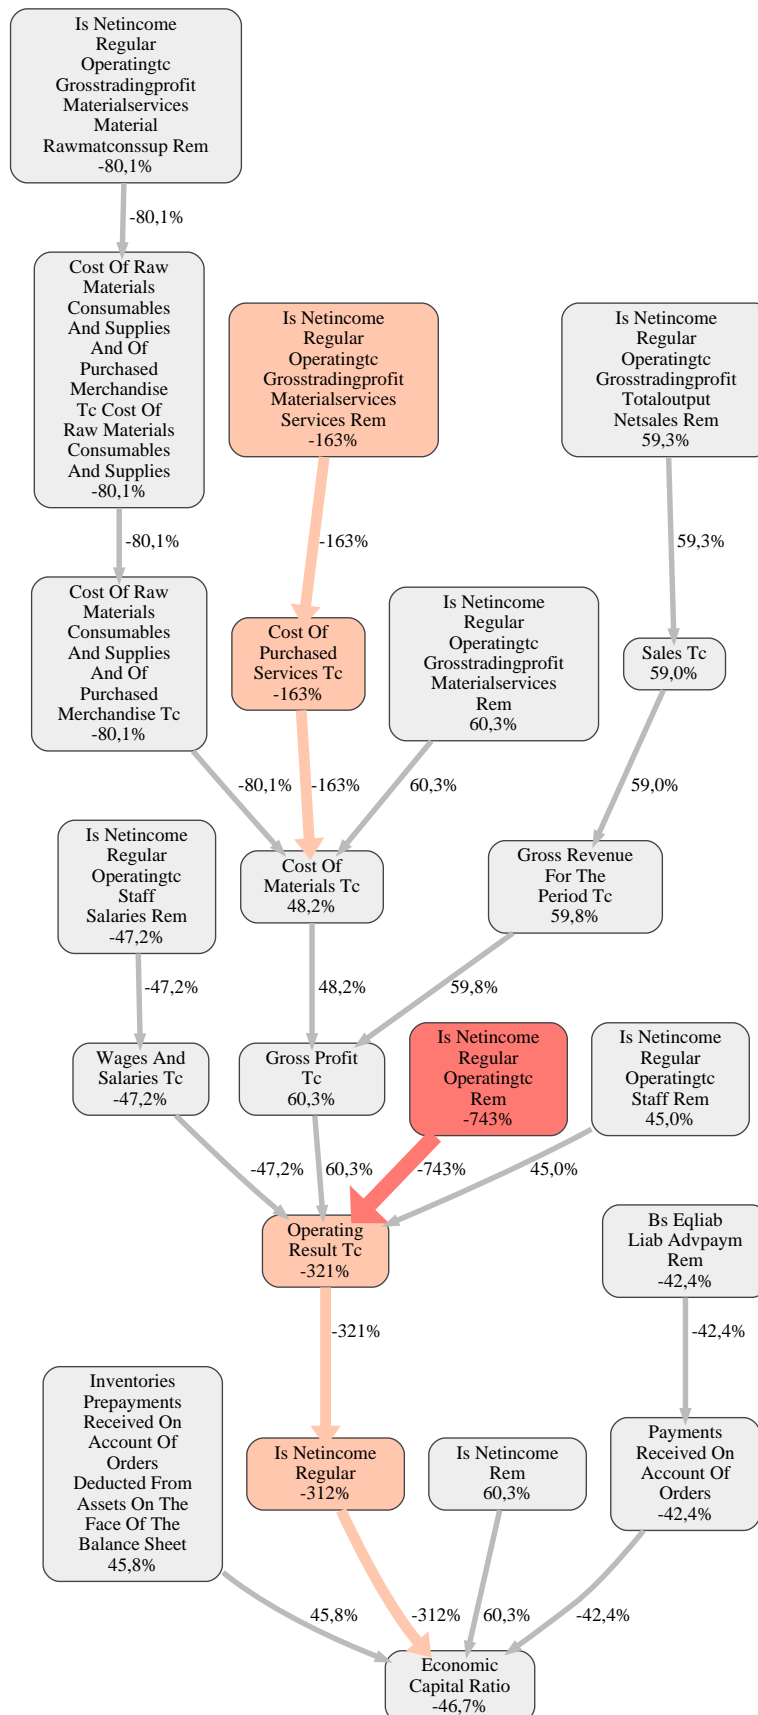 Is Netincome
Regular
Operatingtc
Grosstradingprofit
Materialservices
Material
Rawmatconssup Rem
-80,1%
-80,1%
Cost Of Raw
Materials
Consumables
And Supplies
And Of
Purchased
Merchandise
Tc Cost Of
Raw Materials
Consumables
And Supplies
-80,1%
Is Netincome
Regular
Operatingtc
Grosstradingprofit
Materialservices
Services Rem
-163%
Is Netincome
Regular
Operatingtc
Grosstradingprofit
Totaloutput
Netsales Rem
59,3%
-80,1%
-163%
59,3%
Cost Of Raw
Materials
Consumables
And Supplies
And Of
Purchased
Merchandise Tc
-80,1%
Cost Of
Purchased
Services Tc
-163%
Is Netincome
Regular
Operatingtc
Grosstradingprofit
Materialservices
Rem
60,3%
Sales Tc
59,0%
-80,1%
-163%
60,3%
59,0%
Is Netincome
Regular
Operatingtc
Staff
Salaries Rem
-47,2%
Cost Of
Materials Tc
48,2%
Gross Revenue
For The
Period Tc
59,8%
-47,2%
48,2%
59,8%
Wages And
Salaries Tc
-47,2%
Gross Profit
Tc
60,3%
Is Netincome
Regular
Operatingtc
Rem
-743%
Is Netincome
Regular
Operatingtc
Staff Rem
45,0%
-47,2%
60,3%
-743%
45,0%
Operating
Result Tc
-321%
Bs Eqliab
Liab Advpaym
Rem
-42,4%
-321%
-42,4%
Inventories
Prepayments
Received On
Account Of
Orders
Deducted From
Assets On The
Face Of The
Balance Sheet
45,8%
Is Netincome
Regular
-312%
Is Netincome
Rem
60,3%
Payments
Received On
Account Of
Orders
-42,4%
45,8%
-312%
60,3%
-42,4%
Economic
Capital Ratio
-46,7%